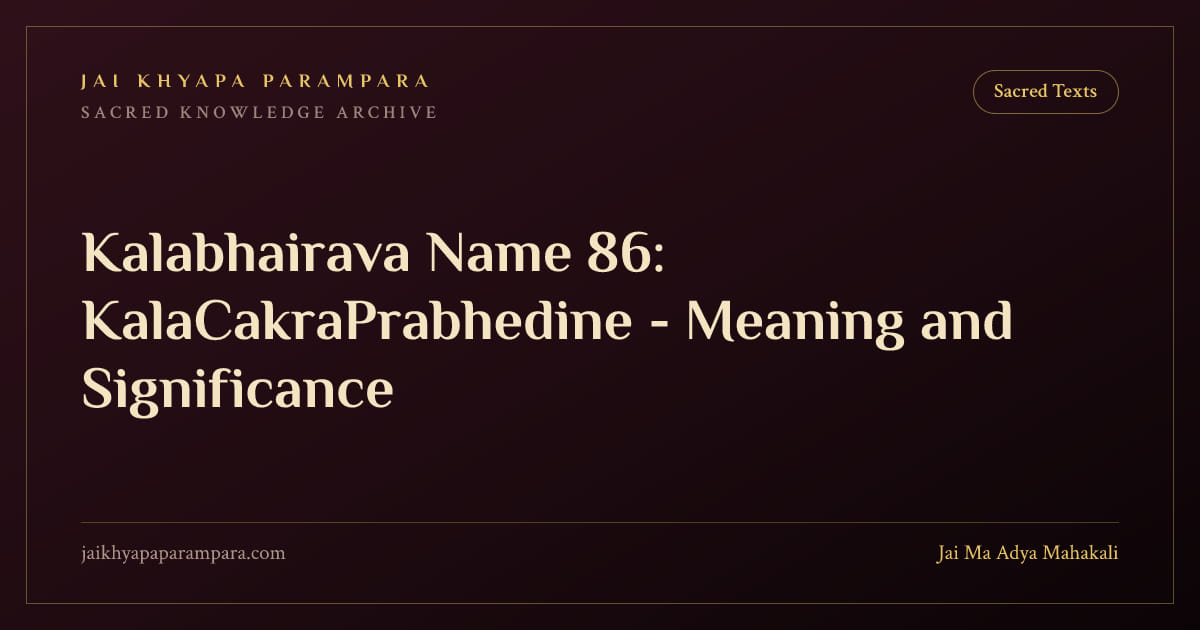 JAI KHYAPA PARAMPARA
SACRED KNOWLEDGE ARCHIVE
Sacred Texts
Kalabhairava Name 86:
KalaCakraPrabhedine - Meaning and
Significance
jaikhyapaparampara.com
Jai Ma Adya Mahakali